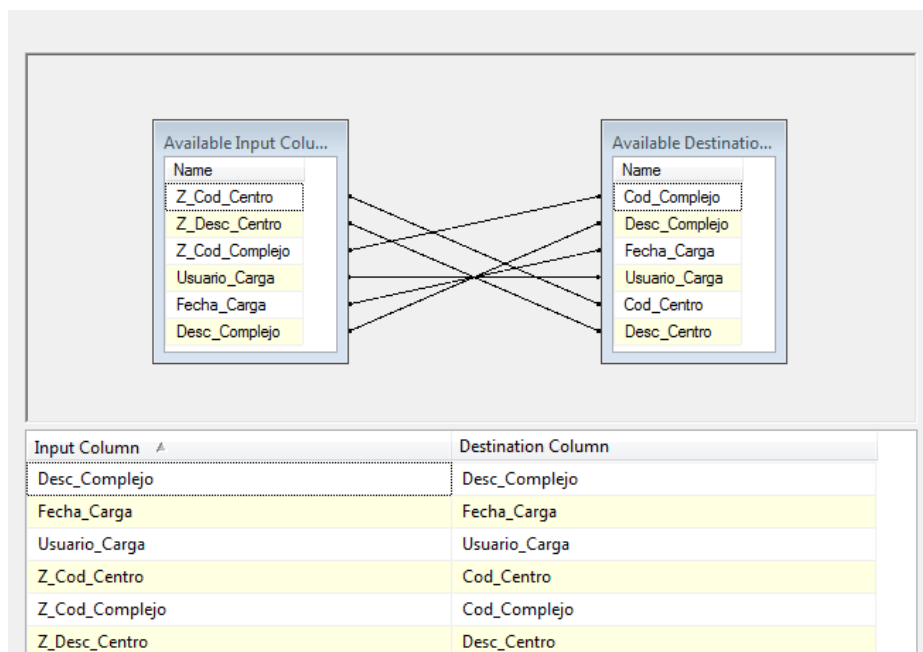 Available Input Colu...
Name
Z_Cod_Centro
Z_Desc_Centro
Z_Cod_Complejo
Usuario_Carga
Fecha_Carga
Desc_Complejo
Available Destinatio...
Name
Cod_Complejo
Desc_Complejo
Fecha_Carga
Usuario_Carga
Cod_Centro
Desc_Centro
Input Column Destination Column
Desc_Complejo Desc_Complejo
Fecha_Carga Fecha_Carga
Usuario_Carga Usuario_Carga
Z_Cod_Centro Cod_Centro
Z_Cod_Complejo Cod_Complejo
Z_Desc_Centro Desc_Centro